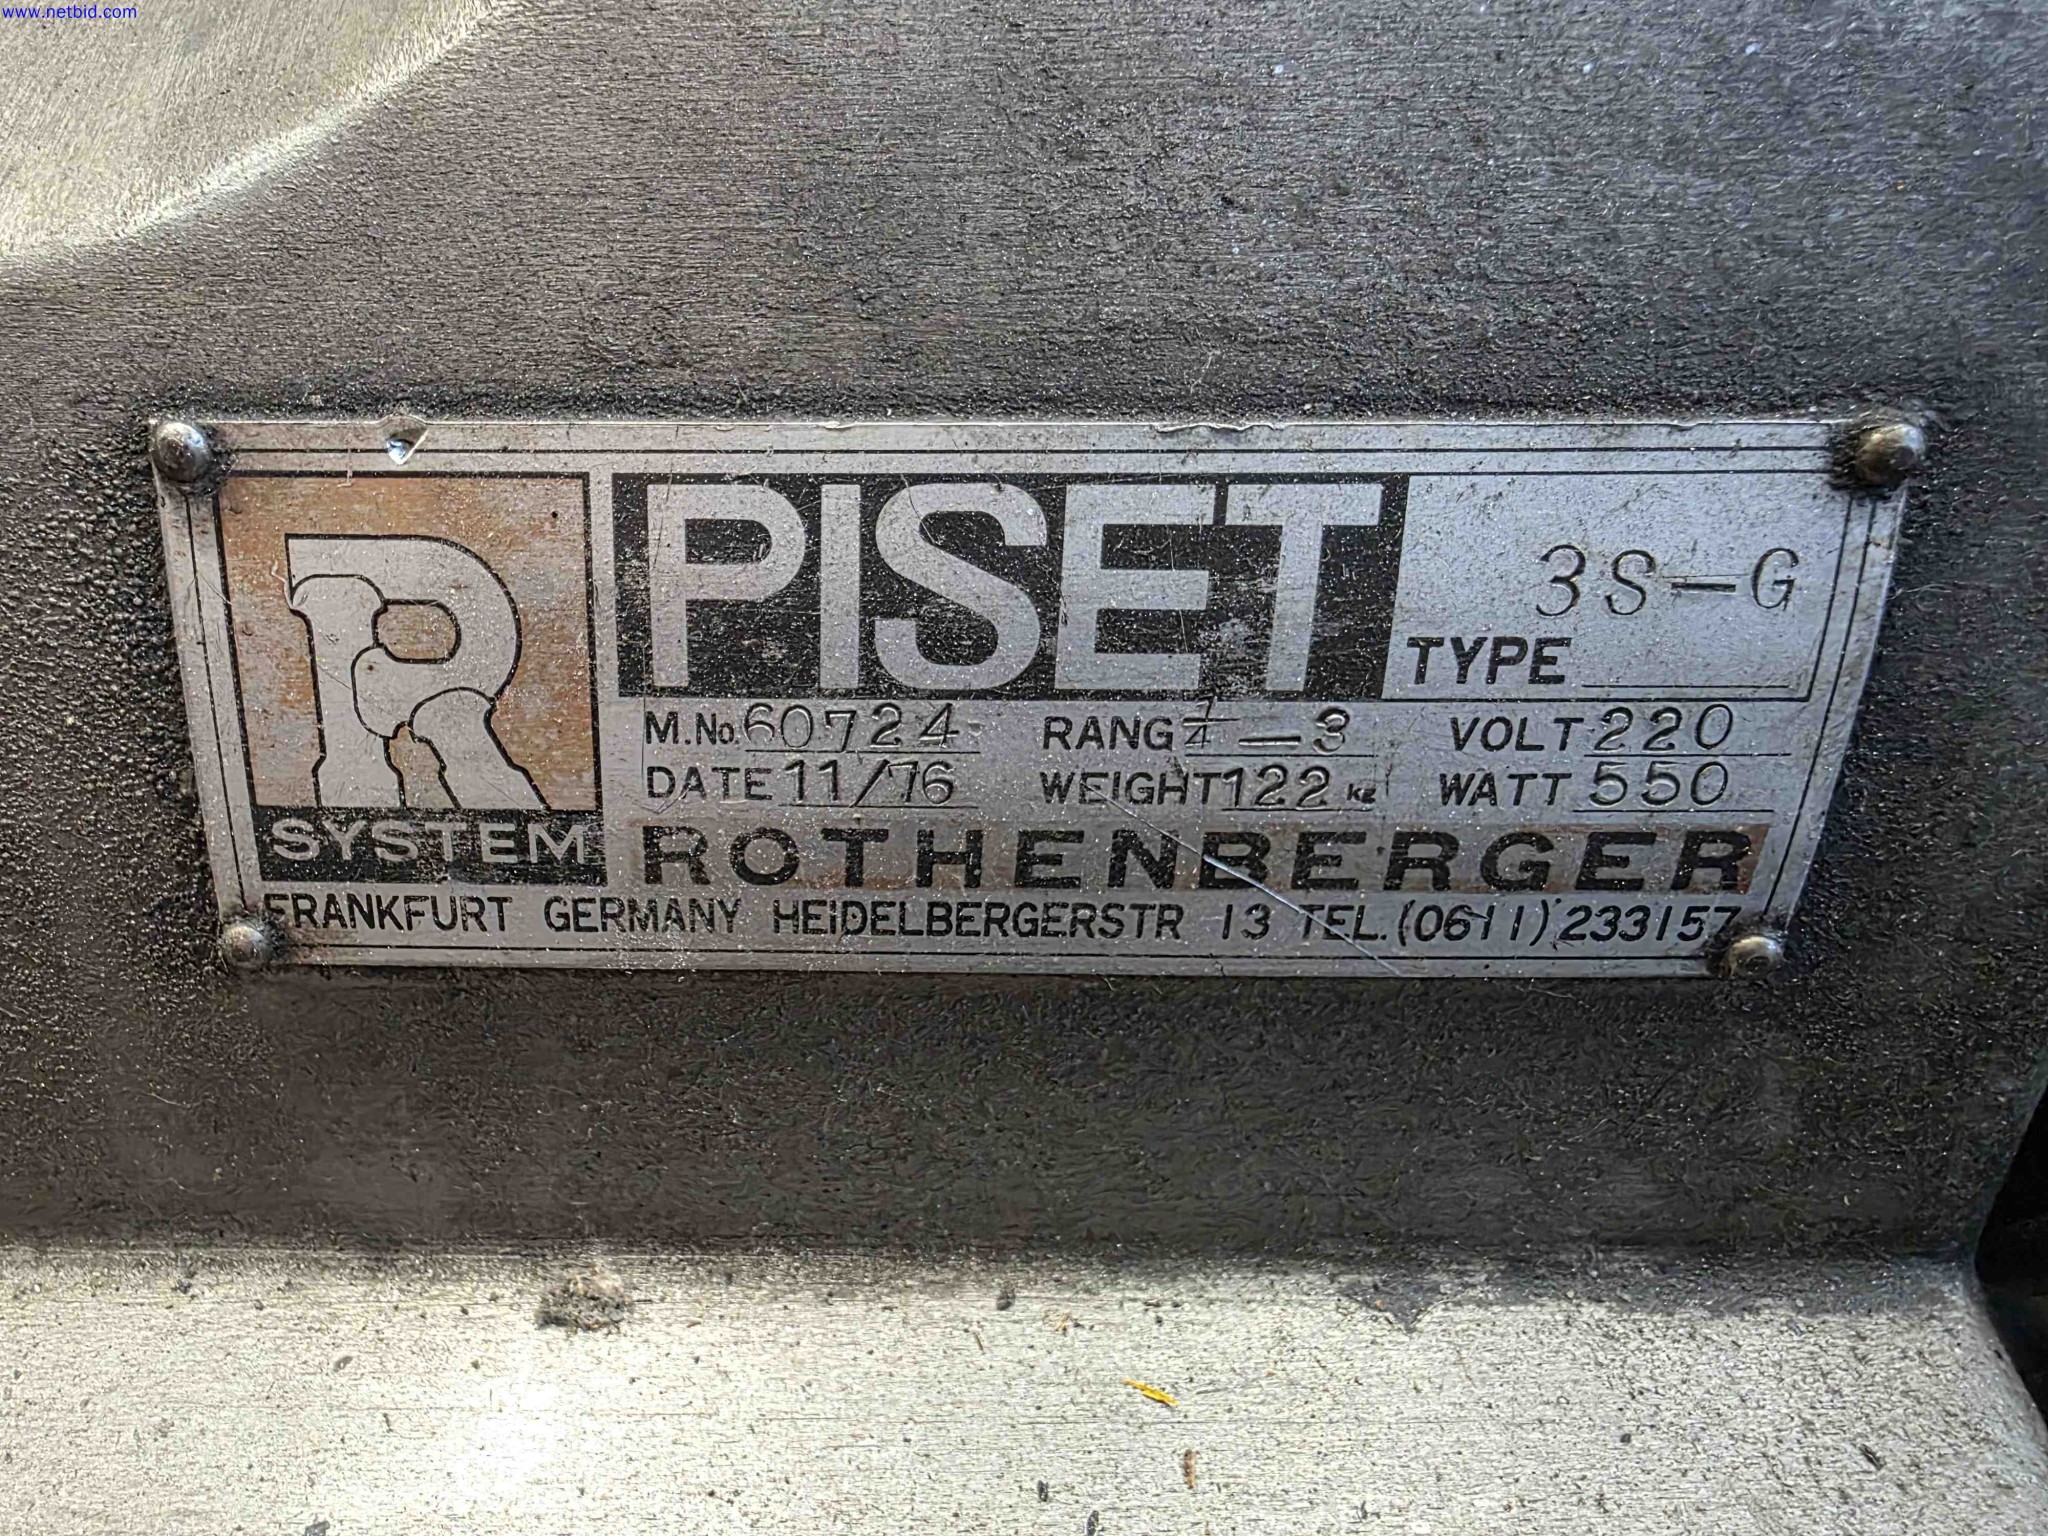 www.netbid.com
R PISET TYPE 3S-G
M.No. 60724 RANG 1/4 - 3 VOLT 220
DATE 11/76 WEIGHT 122 kg WATT 550
SYSTEM ROTHENBERGER
FRANKFURT GERMANY HEIDELBERGERSTR 13 TEL. (0611) 233157